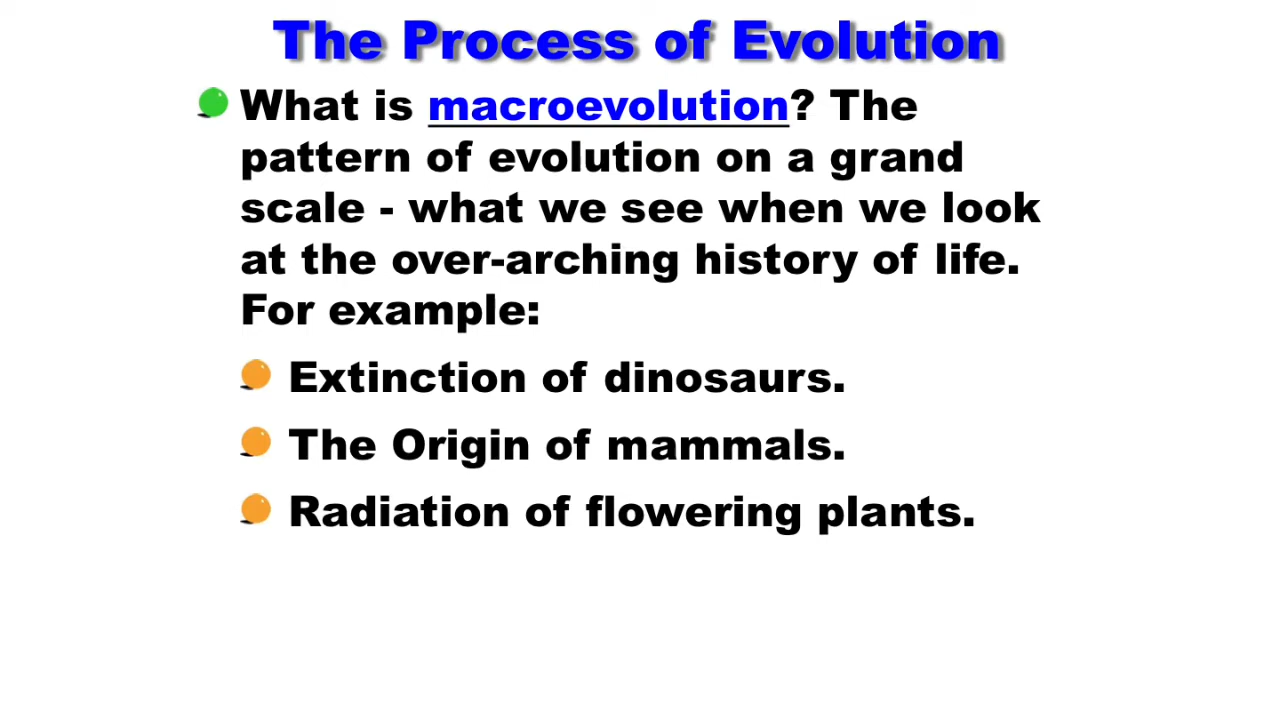 The Process of Evolution
What is macroevolution? The
pattern of evolution on a grand
scale - what we see when we look
at the over-arching history of life.
For example:
Extinction of dinosaurs.
The Origin of mammals.
Radiation of flowering plants.